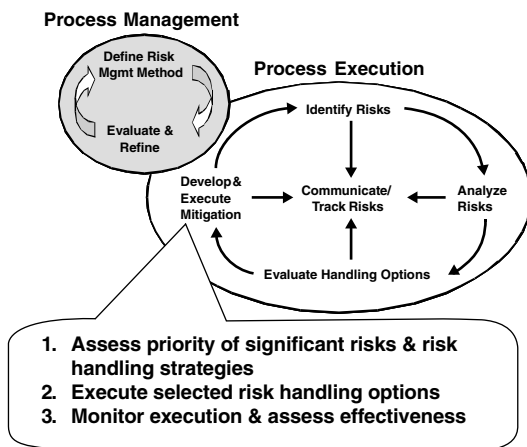 Process Management
Define Risk
Mgmt Method
Evaluate &
Refine
Process Execution
Identify Risks
Develop &
Execute
Mitigation
Communicate/
Track Risks
Analyze
Risks
Evaluate Handling Options
1. Assess priority of significant risks & risk
handling strategies
2. Execute selected risk handling options
3. Monitor execution & assess effectiveness